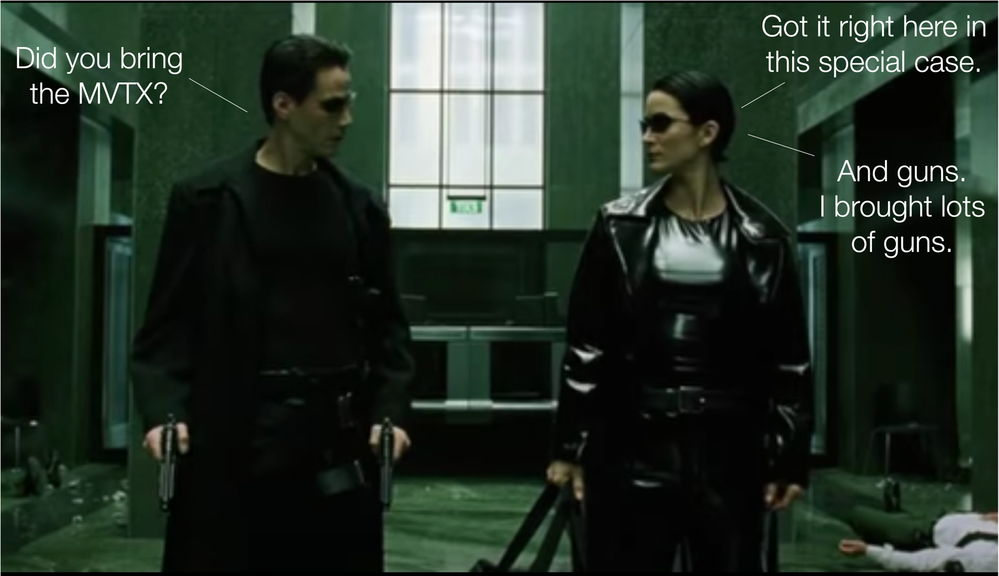 Did you bring
the MVTX?
Got it right here in
this special case.
And guns.
I brought lots
of guns.